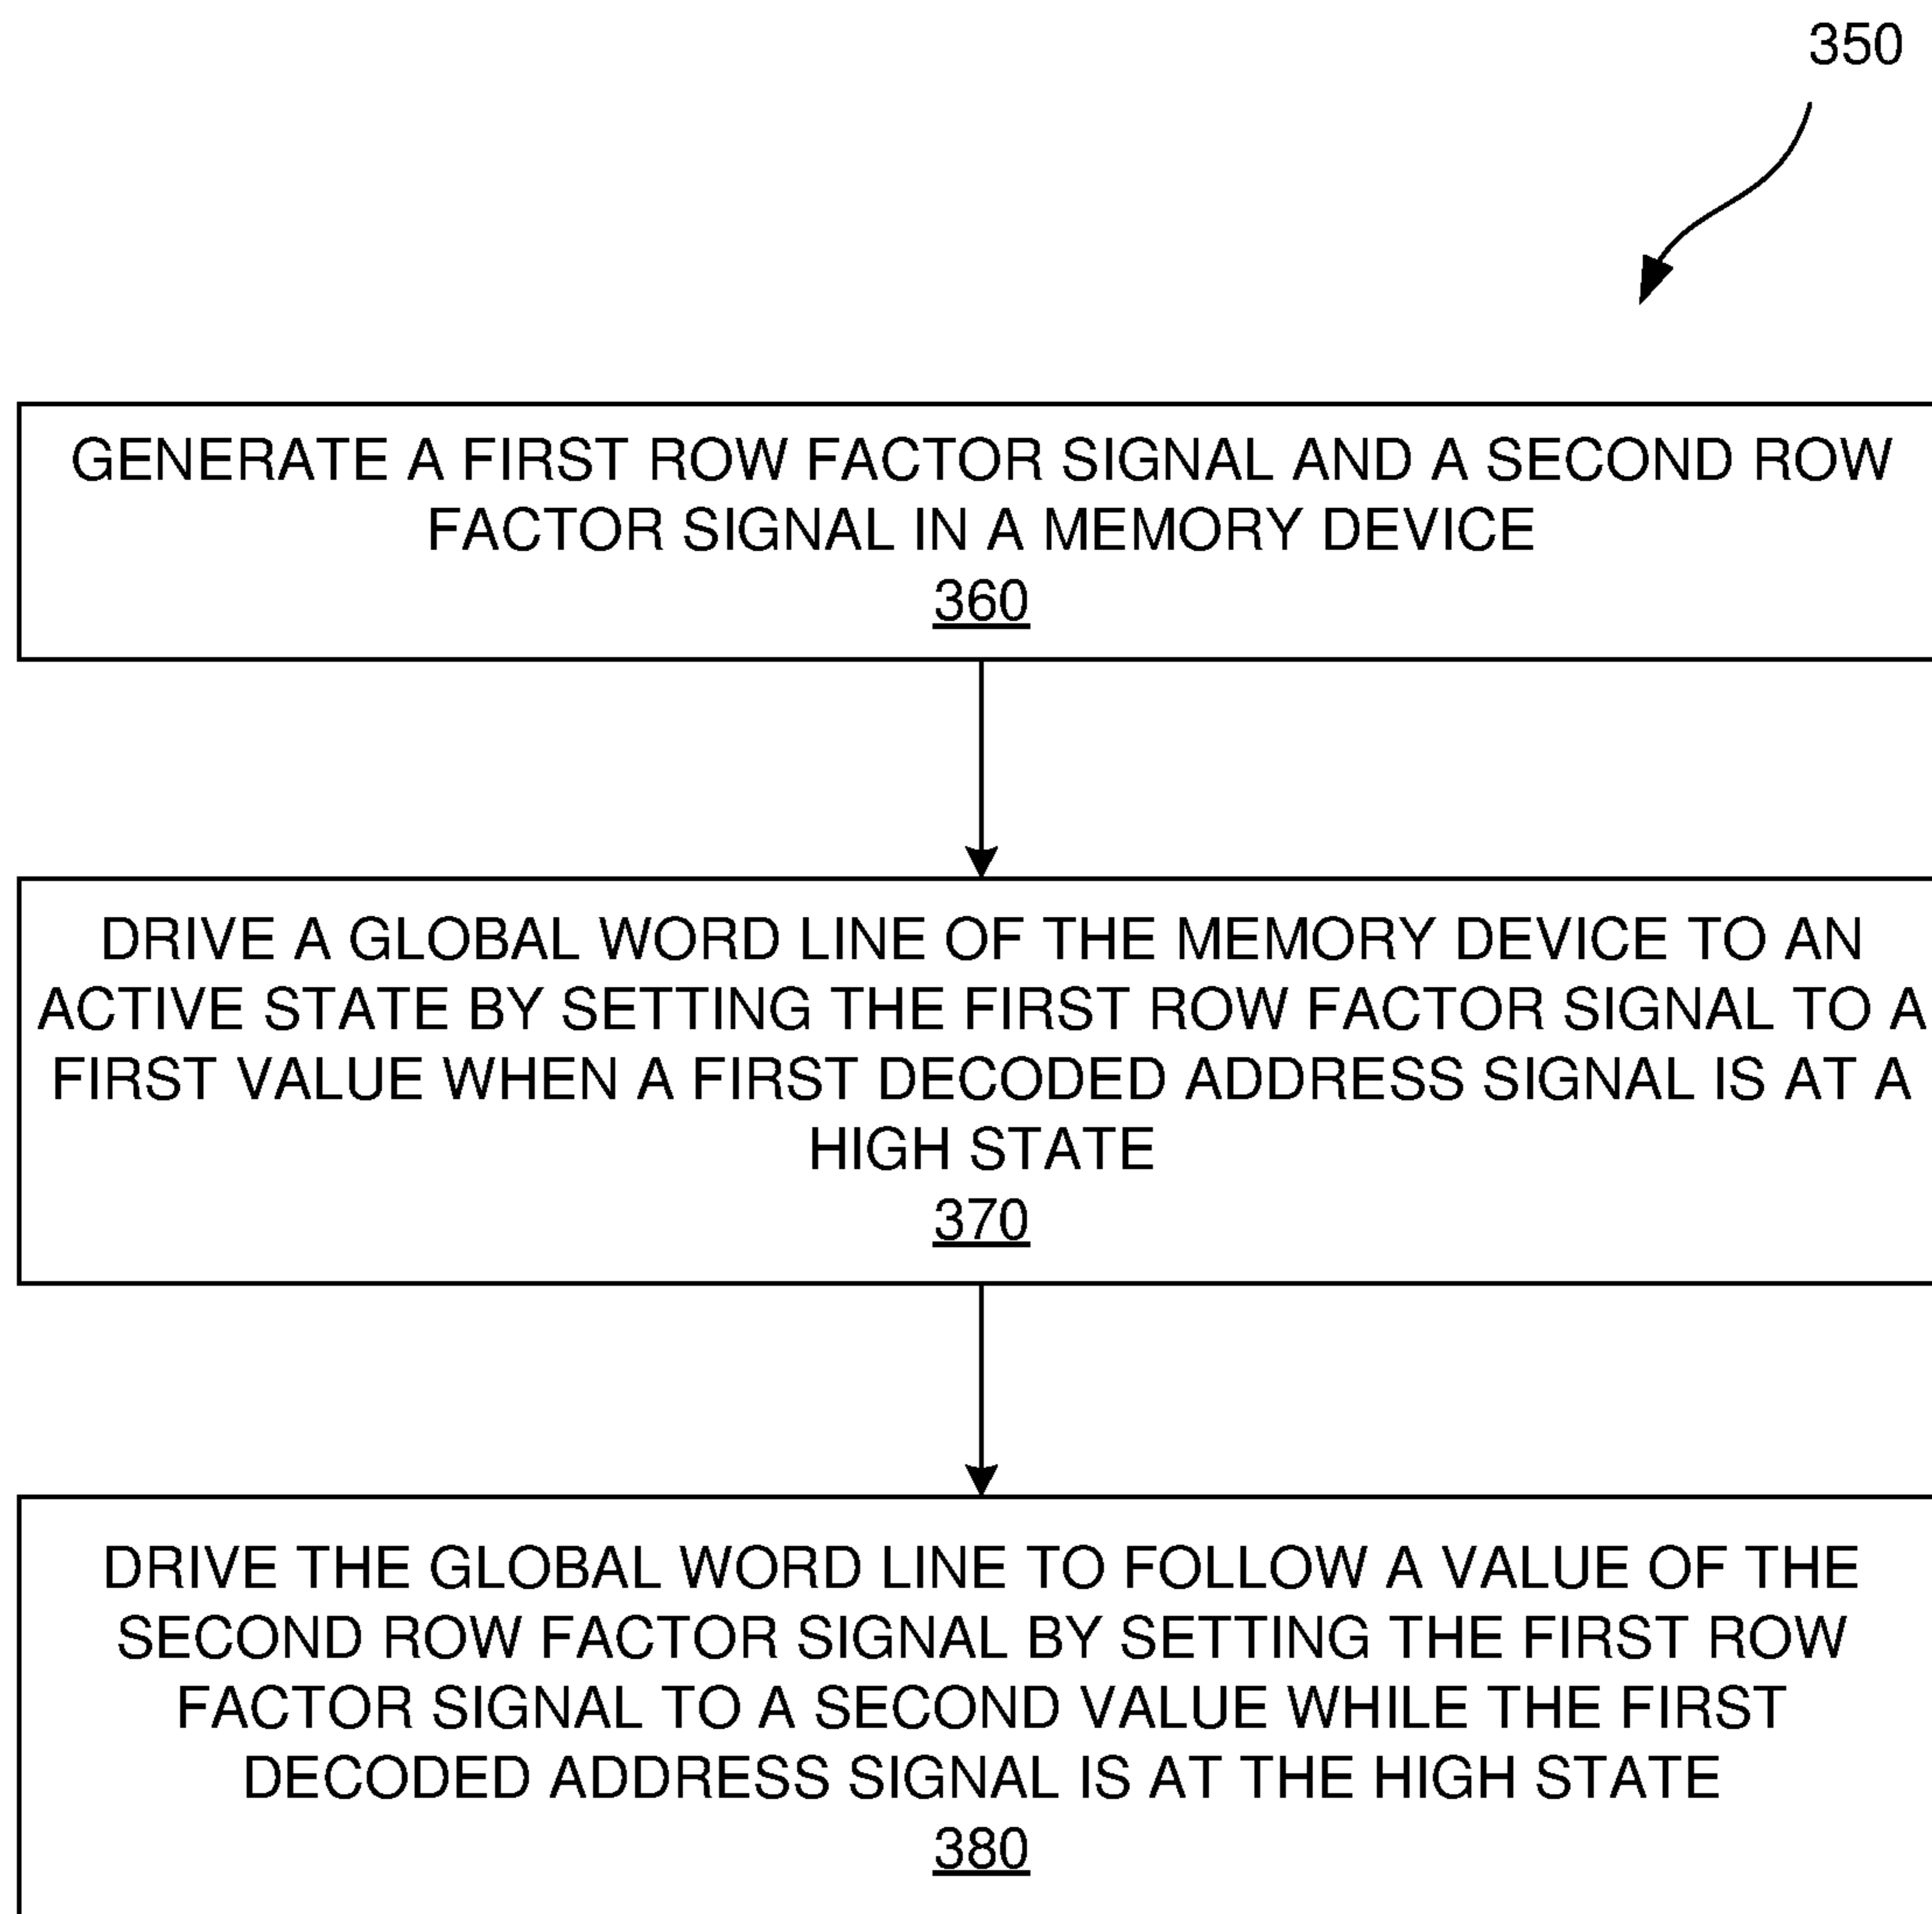 350
GENERATE A FIRST ROW FACTOR SIGNAL AND A SECOND ROW
FACTOR SIGNAL IN A MEMORY DEVICE
360
DRIVE A GLOBAL WORD LINE OF THE MEMORY DEVICE TO AN
ACTIVE STATE BY SETTING THE FIRST ROW FACTOR SIGNAL TO A
FIRST VALUE WHEN A FIRST DECODED ADDRESS SIGNAL IS AT A
HIGH STATE
370
DRIVE THE GLOBAL WORD LINE TO FOLLOW A VALUE OF THE
SECOND ROW FACTOR SIGNAL BY SETTING THE FIRST ROW
FACTOR SIGNAL TO A SECOND VALUE WHILE THE FIRST
DECODED ADDRESS SIGNAL IS AT THE HIGH STATE
380